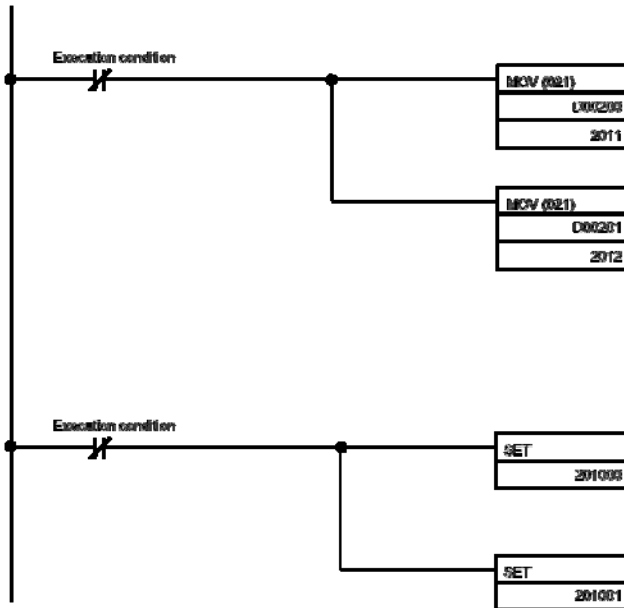 Execution condition
MOV (021)
D00200
2011
MOV (021)
D00201
2012
Execution condition
SET
201000
SET
201001